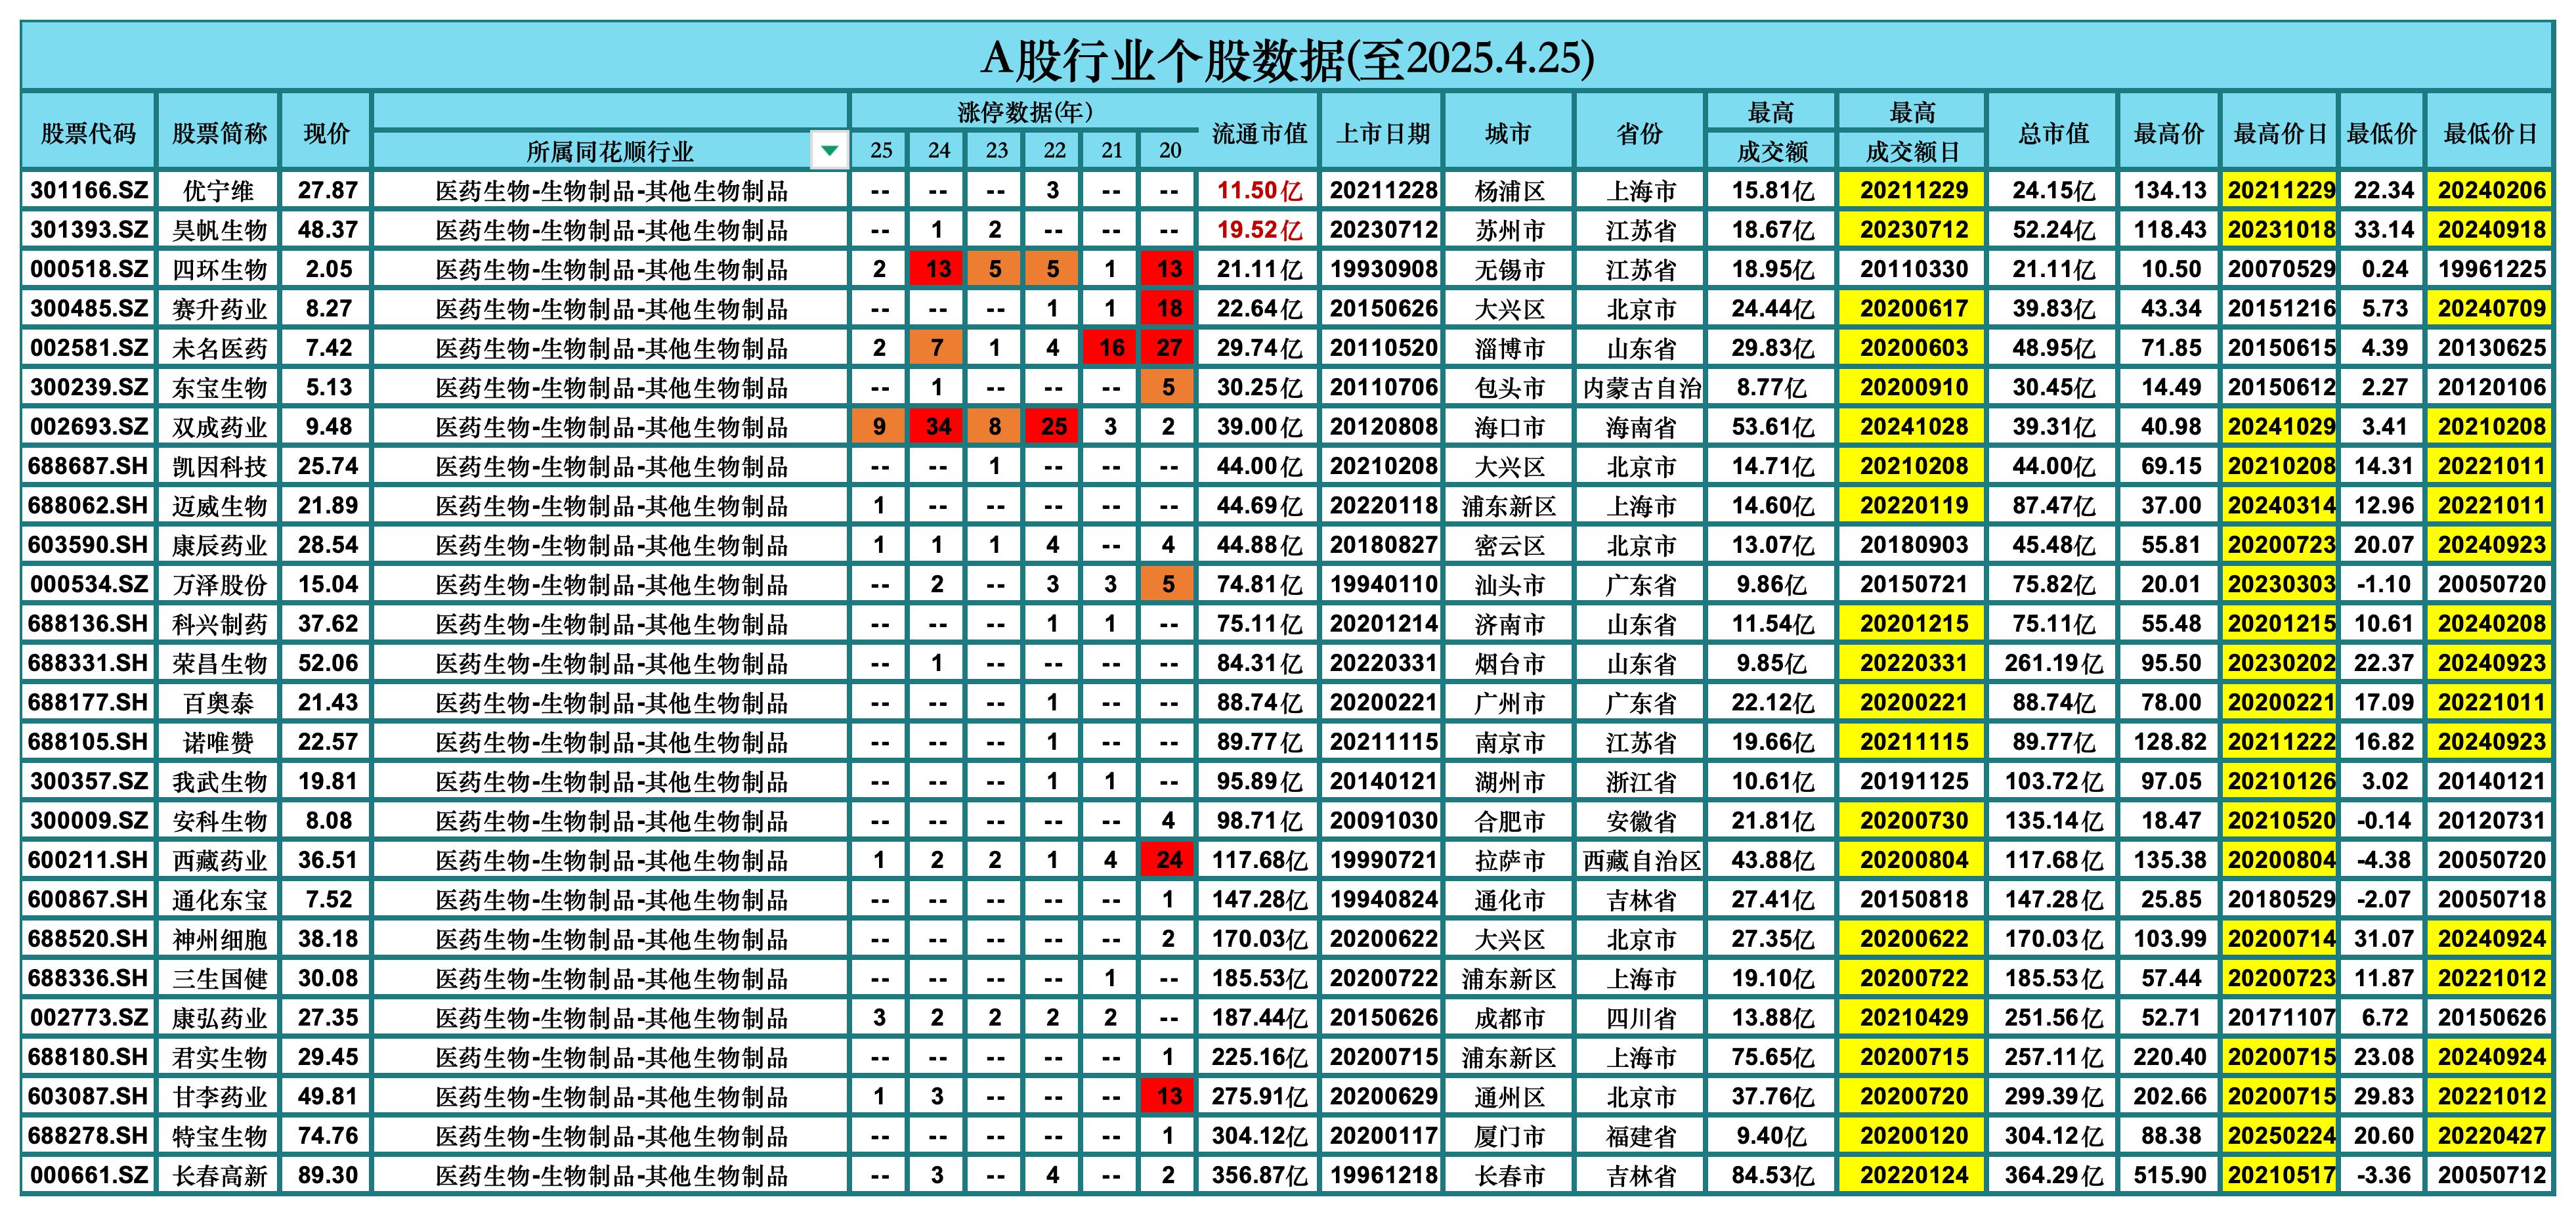 A股行业个股数据(至2025.4.25)
股票代码 股票简称 现价 所属同花顺行业 涨停数据(年) 25 24 23 22 21 20 流通市值 上市日期 城市 省份 最高成交额 最高成交额日 总市值 最高价 最高价日 最低价 最低价日
301166.SZ 优宁维 27.87 医药生物-生物制品-其他生物制品 -- -- -- 3 -- -- 11.50亿 20211228 杨浦区 上海市 15.81亿 20211229 24.15亿 134.13 20211229 22.34 20240206
301393.SZ 昊帆生物 48.37 医药生物-生物制品-其他生物制品 -- 1 2 -- -- -- 19.52亿 20230712 苏州市 江苏省 18.67亿 20230712 52.24亿 118.43 20231018 33.14 20240918
000518.SZ 四环生物 2.05 医药生物-生物制品-其他生物制品 2 13 5 5 1 13 21.11亿 19930908 无锡市 江苏省 18.95亿 20110330 21.11亿 10.50 20070529 0.24 19961225
300485.SZ 赛升药业 8.27 医药生物-生物制品-其他生物制品 -- -- -- 1 1 18 22.64亿 20150626 大兴区 北京市 24.44亿 20200617 39.83亿 43.34 20151216 5.73 20240709
002581.SZ 未名医药 7.42 医药生物-生物制品-其他生物制品 2 7 1 4 16 27 29.74亿 20110520 淄博市 山东省 29.83亿 20200603 48.95亿 71.85 20150615 4.39 20130625
300239.SZ 东宝生物 5.13 医药生物-生物制品-其他生物制品 -- 1 -- -- -- 5 30.25亿 20110706 包头市 内蒙古自治 8.77亿 20200910 30.45亿 14.49 20150612 2.27 20120106
002693.SZ 双成药业 9.48 医药生物-生物制品-其他生物制品 9 34 8 25 3 2 39.00亿 20120808 海口市 海南省 53.61亿 20241028 39.31亿 40.98 20241029 3.41 20210208
688687.SH 凯因科技 25.74 医药生物-生物制品-其他生物制品 -- -- 1 -- -- -- 44.00亿 20210208 大兴区 北京市 14.71亿 20210208 44.00亿 69.15 20210208 14.31 20221011
688062.SH 迈威生物 21.89 医药生物-生物制品-其他生物制品 1 -- -- -- -- -- 44.69亿 20220118 浦东新区 上海市 14.60亿 20220119 87.47亿 37.00 20240314 12.96 20221011
603590.SH 康辰药业 28.54 医药生物-生物制品-其他生物制品 1 1 1 4 -- 4 44.88亿 20180827 密云区 北京市 13.07亿 20180903 45.48亿 55.81 20200723 20.07 20240923
000534.SZ 万泽股份 15.04 医药生物-生物制品-其他生物制品 -- 2 -- 3 3 5 74.81亿 19940110 汕头市 广东省 9.86亿 20150721 75.82亿 20.01 20230303 -1.10 20050720
688136.SH 科兴制药 37.62 医药生物-生物制品-其他生物制品 -- -- -- 1 1 -- 75.11亿 20201214 济南市 山东省 11.54亿 20201215 75.11亿 55.48 20201215 10.61 20240208
688331.SH 荣昌生物 52.06 医药生物-生物制品-其他生物制品 -- 1 -- -- -- -- 84.31亿 20220331 烟台市 山东省 9.85亿 20220331 261.19亿 95.50 20230202 22.37 20240923
688177.SH 百奥泰 21.43 医药生物-生物制品-其他生物制品 -- -- -- 1 -- -- 88.74亿 20200221 广州市 广东省 22.12亿 20200221 88.74亿 78.00 20200221 17.09 20221011
688105.SH 诺唯赞 22.57 医药生物-生物制品-其他生物制品 -- -- -- 1 -- -- 89.77亿 20211115 南京市 江苏省 19.66亿 20211115 89.77亿 128.82 20211222 16.82 20240923
300357.SZ 我武生物 19.81 医药生物-生物制品-其他生物制品 -- -- -- 1 1 -- 95.89亿 20140121 湖州市 浙江省 10.61亿 20191125 103.72亿 97.05 20210126 3.02 20140121
300009.SZ 安科生物 8.08 医药生物-生物制品-其他生物制品 -- -- -- -- -- 4 98.71亿 20091030 合肥市 安徽省 21.81亿 20200730 135.14亿 18.47 20210520 -0.14 20120731
600211.SH 西藏药业 36.51 医药生物-生物制品-其他生物制品 1 2 2 1 4 24 117.68亿 19990721 拉萨市 西藏自治区 43.88亿 20200804 117.68亿 135.38 20200804 -4.38 20050720
600867.SH 通化东宝 7.52 医药生物-生物制品-其他生物制品 -- -- -- -- -- 1 147.28亿 19940824 通化市 吉林省 27.41亿 20150818 147.28亿 25.85 20180529 -2.07 20050718
688520.SH 神州细胞 38.18 医药生物-生物制品-其他生物制品 -- -- -- -- -- 2 170.03亿 20200622 大兴区 北京市 27.35亿 20200622 170.03亿 103.99 20200714 31.07 20240924
688336.SH 三生国健 30.08 医药生物-生物制品-其他生物制品 -- -- -- -- 1 -- 185.53亿 20200722 浦东新区 上海市 19.10亿 20200722 185.53亿 57.44 20200723 11.87 20221012
002773.SZ 康弘药业 27.35 医药生物-生物制品-其他生物制品 3 2 2 2 2 -- 187.44亿 20150626 成都市 四川省 13.88亿 20210429 251.56亿 52.71 20171107 6.72 20150626
688180.SH 君实生物 29.45 医药生物-生物制品-其他生物制品 -- -- -- -- -- 1 225.16亿 20200715 浦东新区 上海市 75.65亿 20200715 257.11亿 220.40 20200715 23.08 20240924
603087.SH 甘李药业 49.81 医药生物-生物制品-其他生物制品 1 3 -- -- -- 13 275.91亿 20200629 通州区 北京市 37.76亿 20200720 299.39亿 202.66 20200715 29.83 20221012
688278.SH 特宝生物 74.76 医药生物-生物制品-其他生物制品 -- -- -- -- -- 1 304.12亿 20200117 厦门市 福建省 9.40亿 20200120 304.12亿 88.38 20250224 20.60 20220427
000661.SZ 长春高新 89.30 医药生物-生物制品-其他生物制品 -- 3 -- 4 -- 2 356.87亿 19961218 长春市 吉林省 84.53亿 20220124 364.29亿 515.90 20210517 -3.36 20050712